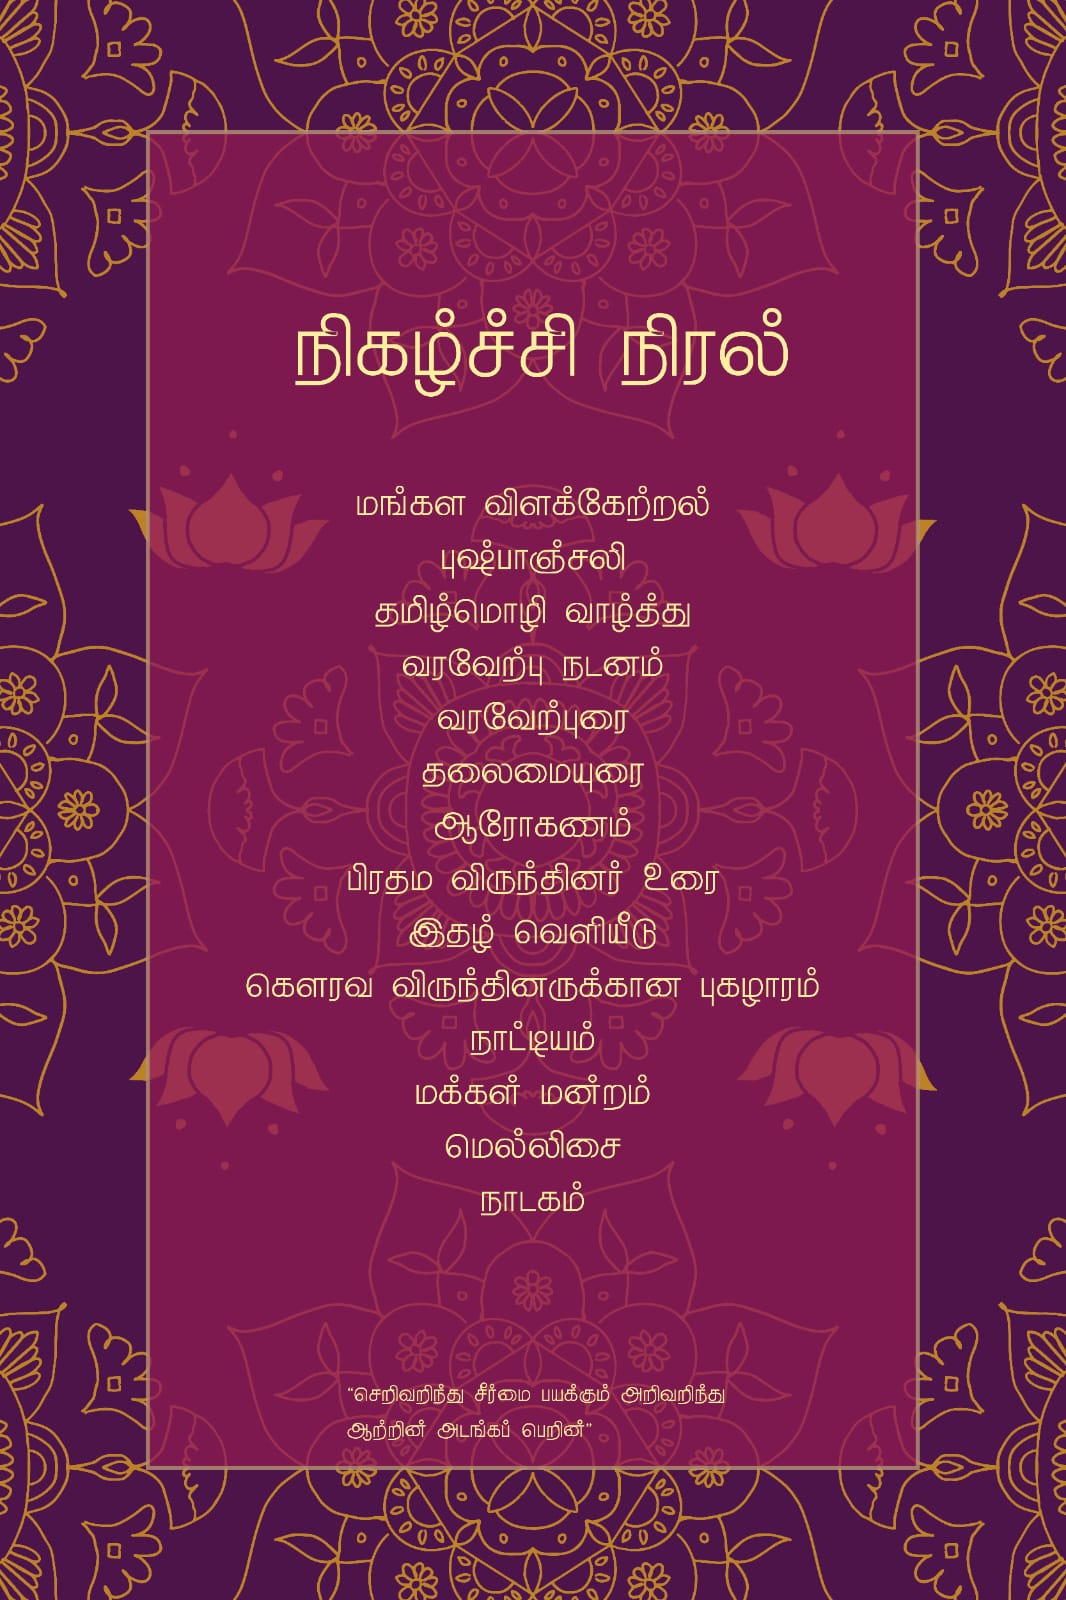 நிகழ்ச்சி நிரல்
மங்கள விளக்கேற்றல்
புஷ்பாஞ்சலி
தமிழ்மொழி வாழ்த்து
வரவேற்பு நடனம்
வரவேற்புரை
தலைமையுரை
ஆரோகணம்
பிரதம விருந்தினர் உரை
இதழ் வெளியீடு
கௌரவ விருந்தினருக்கான புகழாரம்
நாட்டியம்
மக்கள் மன்றம்
மெல்லிசை
நாடகம்
“செறிவறிந்து சீர்மை பயக்கும் அறிவறிந்து
ஆற்றின் அடங்கப் பெறின்”